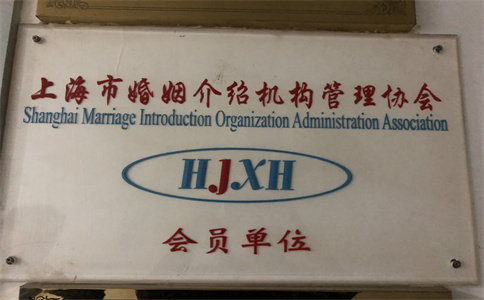 上海市婚姻介绍机构管理协会
Shanghai Marriage Introduction Organization Administration Association
HJXH
会员单位